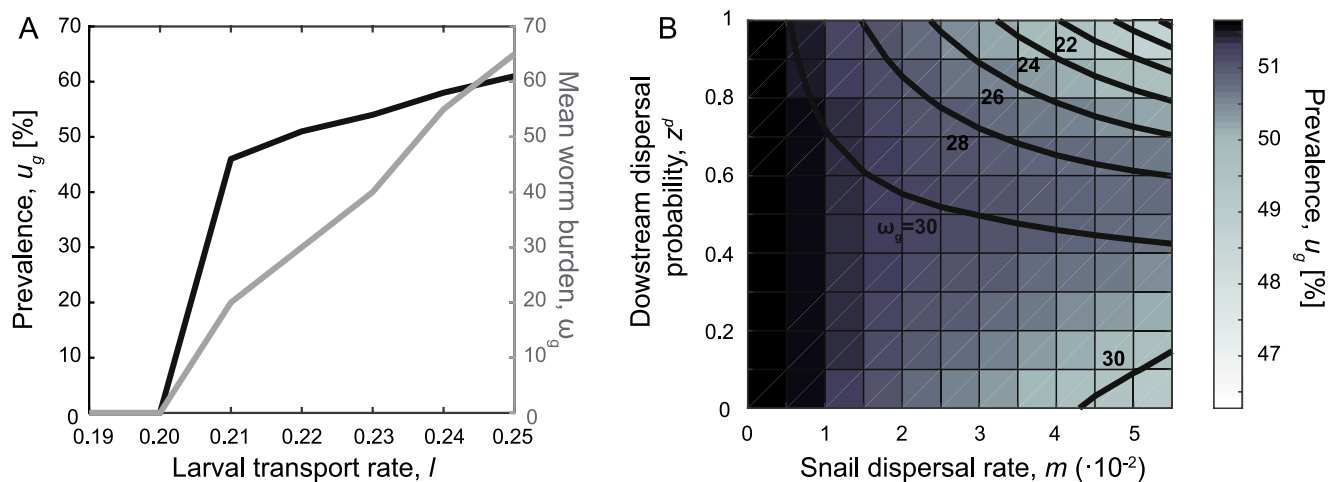 A
Prevalence, u_g [%]
70
60
50
40
30
20
10
0
0.19 0.20 0.21 0.22 0.23 0.24 0.25
Larval transport rate, l
70
60
50
40
30
20
10
0
Mean worm burden, ω_g
B
Dowstream dispersal
probability, z^d
1
0.8
0.6
0.4
0.2
0
0 1 2 3 4 5
Snail dispersal rate, m (·10^-2)
22
24
26
28
ω_g=30
30
51
50
49
48
47
Prevalence, u_g [%]